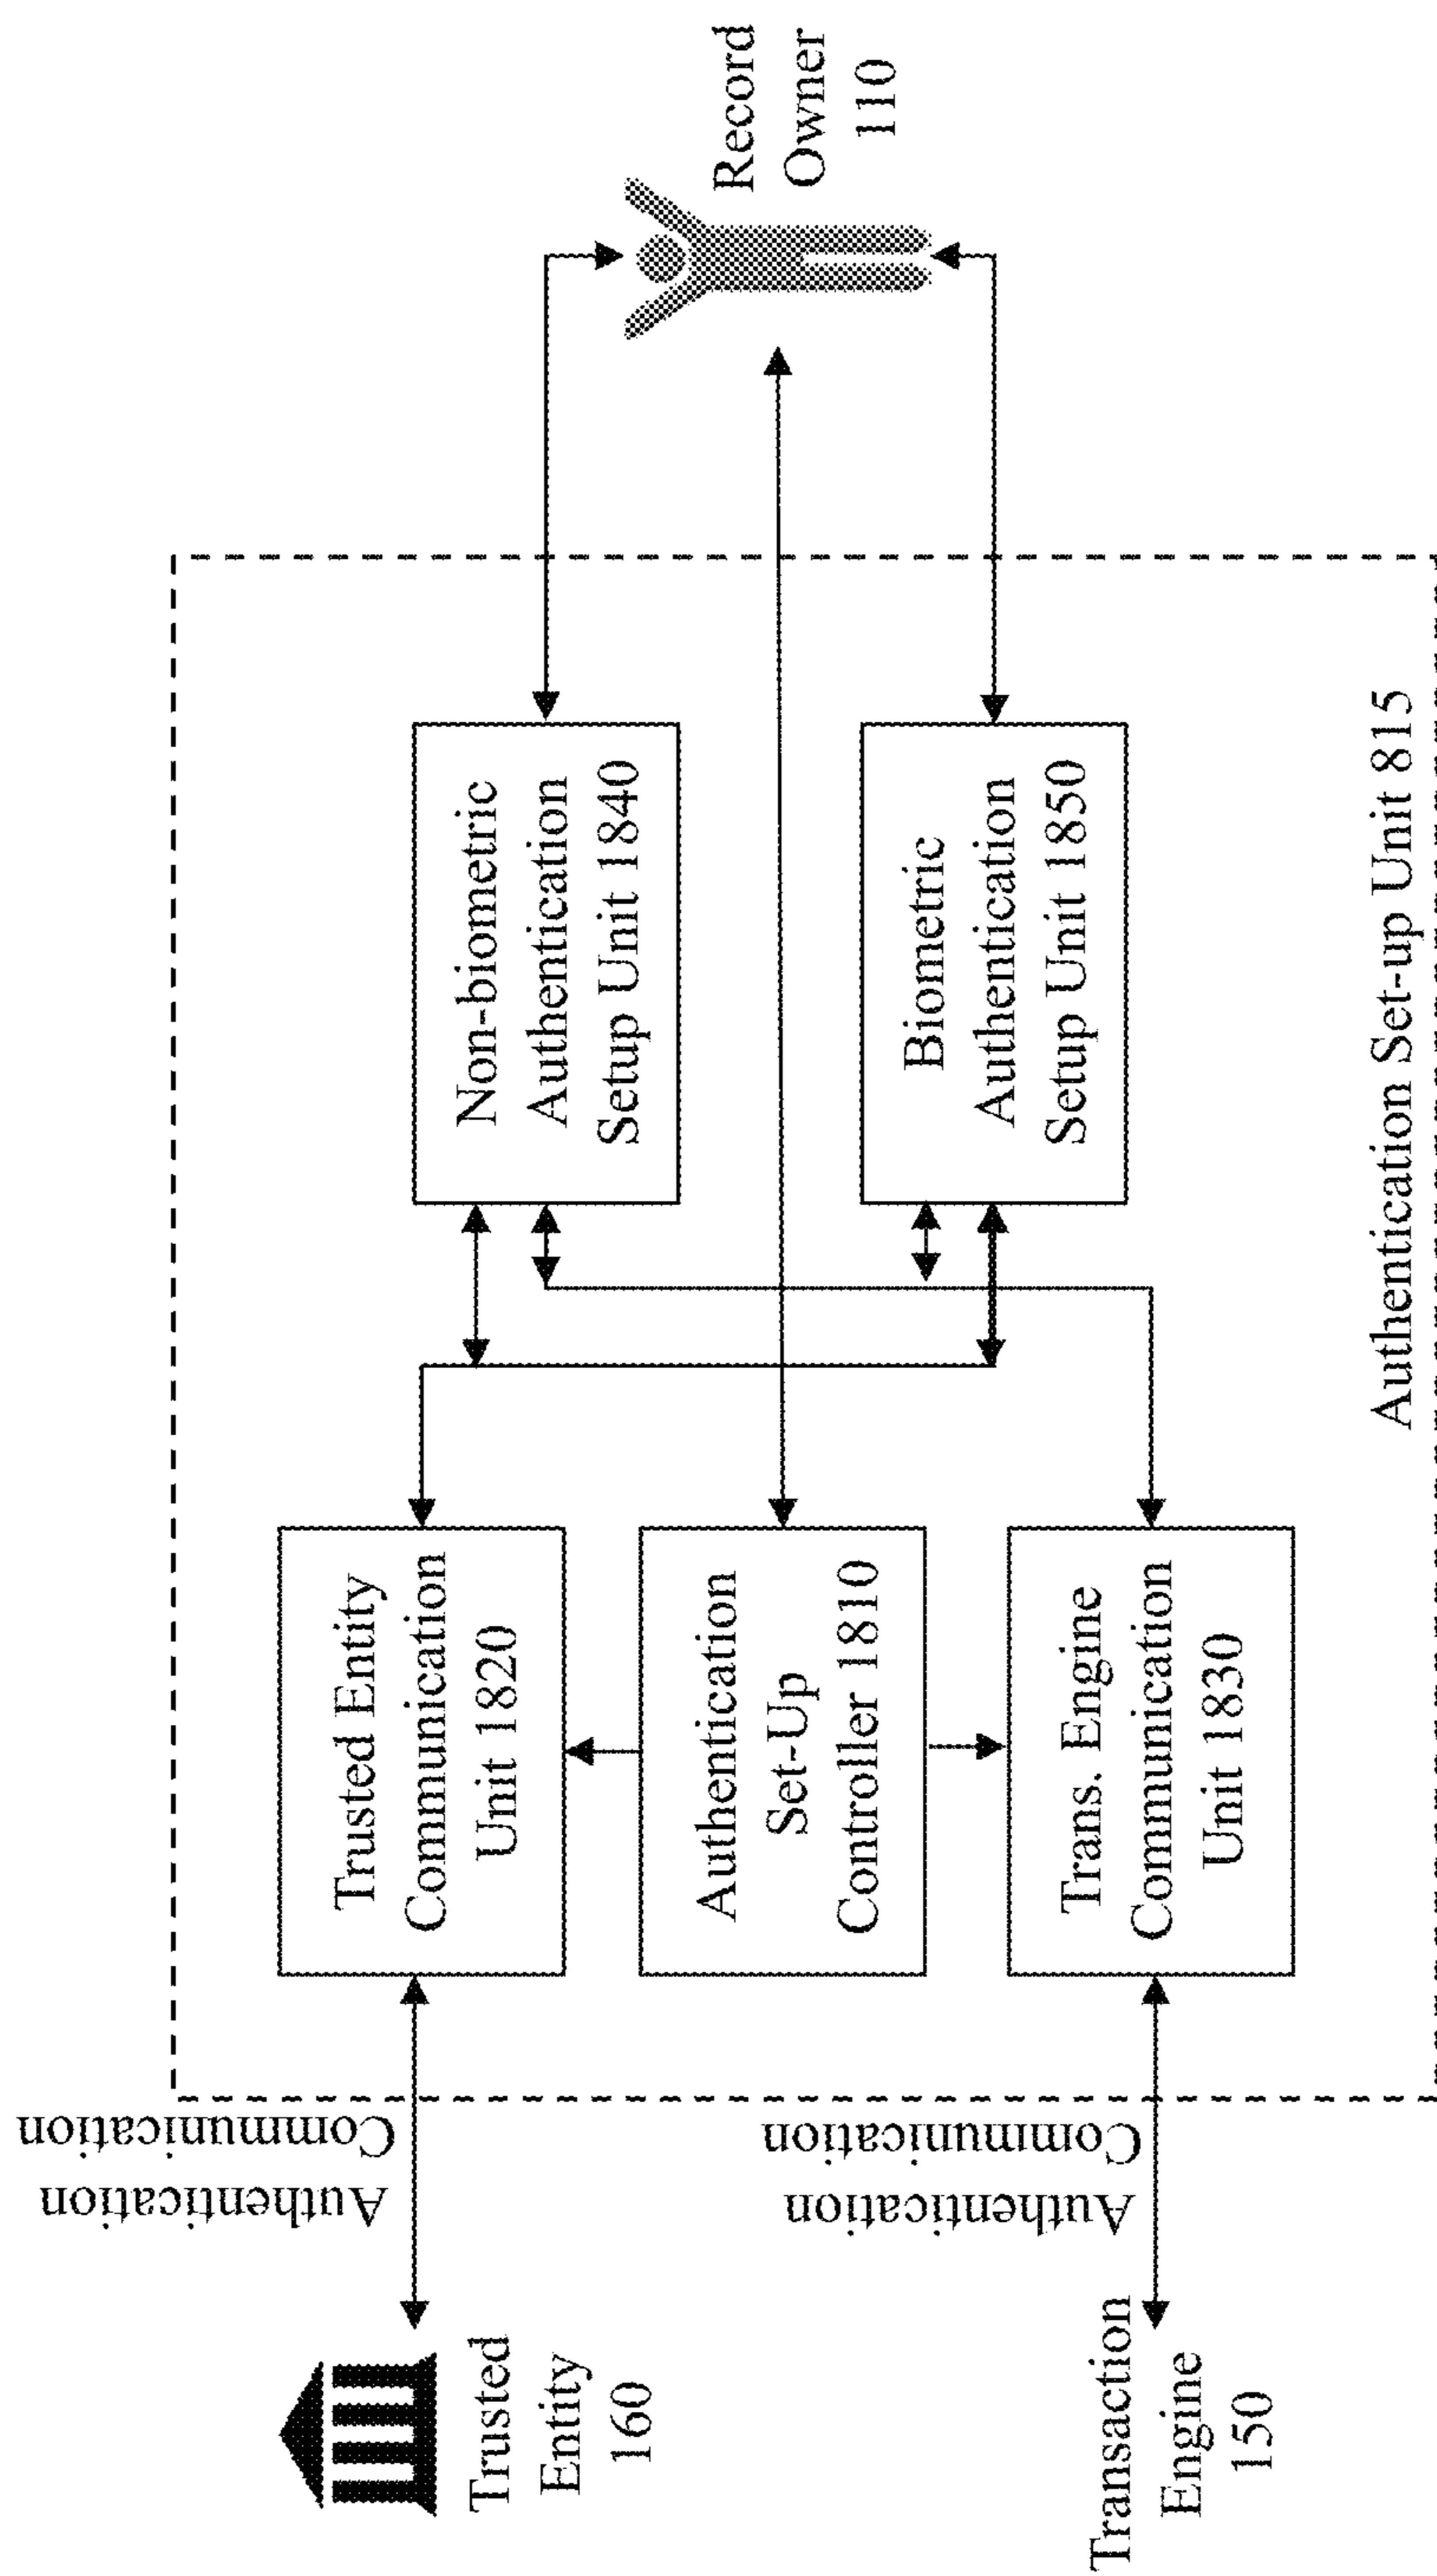 Trusted
Entity
160
Authentication
Communication
Trusted Entity
Communication
Unit 1820
Non-biometric
Authentication
Setup Unit 1840
Record
Owner
110
Authentication
Set-Up
Controller 1810
Transaction
Engine
150
Authentication
Communication
Trans. Engine
Communication
Unit 1830
Biometric
Authentication
Setup Unit 1850
Authentication Set-up Unit 815